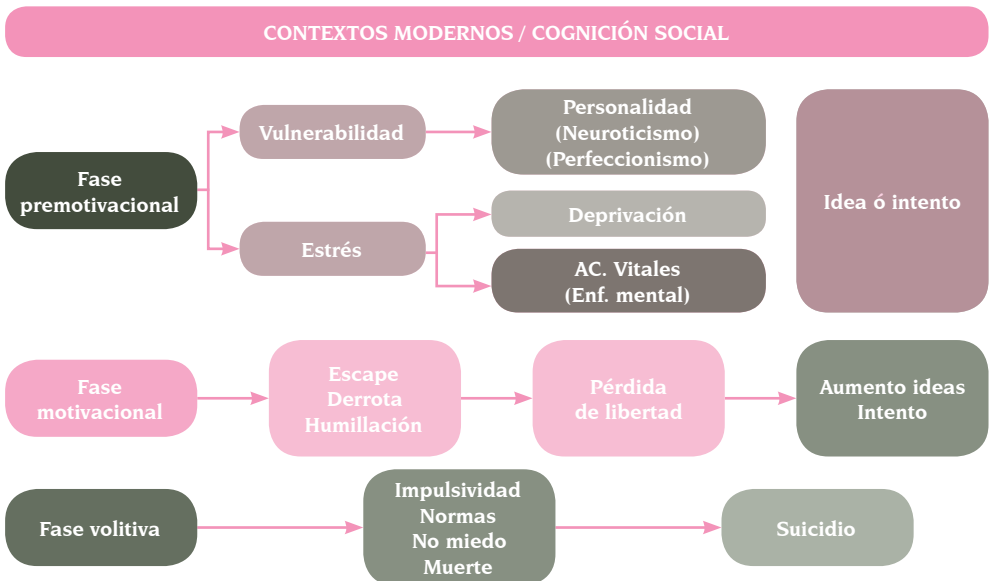 CONTEXTOS MODERNOS / COGNICIÓN SOCIAL
Fase
premotivacional
Vulnerabilidad
Estrés
Personalidad
(Neuroticismo)
(Perfeccionismo)
Deprivación
AC. Vitales
(Enf. mental)
Idea ó intento
Fase
motivacional
Escape
Derrota
Humillación
Pérdida
de libertad
Aumento ideas
Intento
Fase volitiva
Impulsividad
Normas
No miedo
Muerte
Suicidio